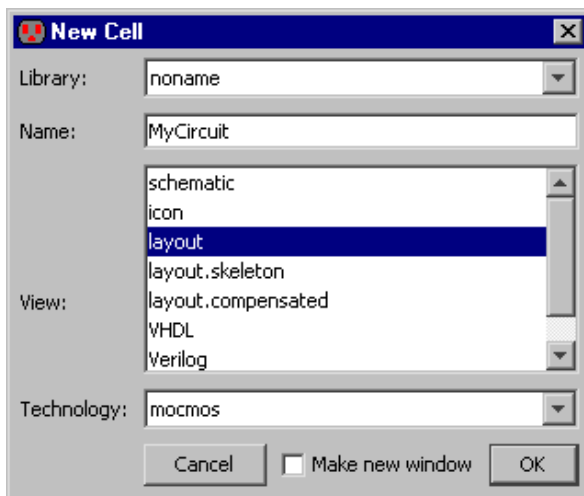 New Cell
Library: noname
Name: MyCircuit
schematic
icon
layout
layout.skeleton
layout.compensated
View:
VHDL
Verilog
Technology: mocmos
Cancel Make new window OK